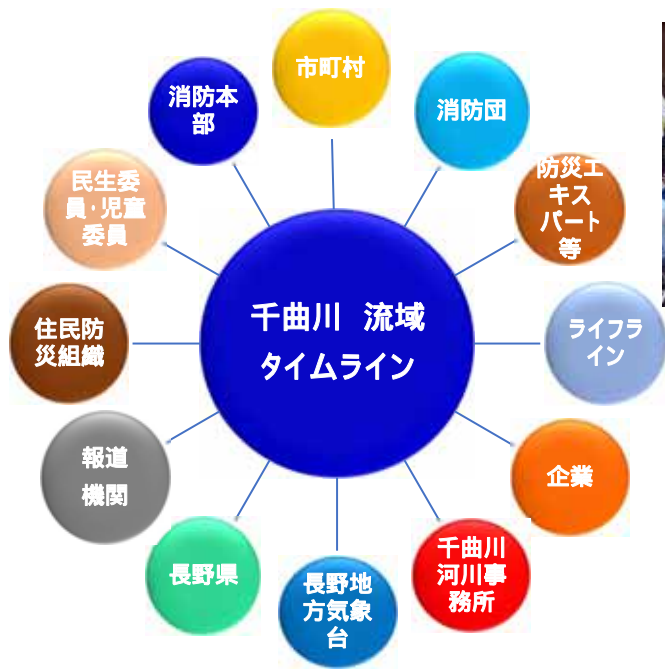 市町村
消防本
部
消防団
民生委
員・児童
委員
防災エ
キス
パート
等
千曲川 流域
タイムライン
住民防
災組織
ライフラ
イン
報道
機関
企業
長野県
千曲川
河川事
務所
長野地
方気象
台